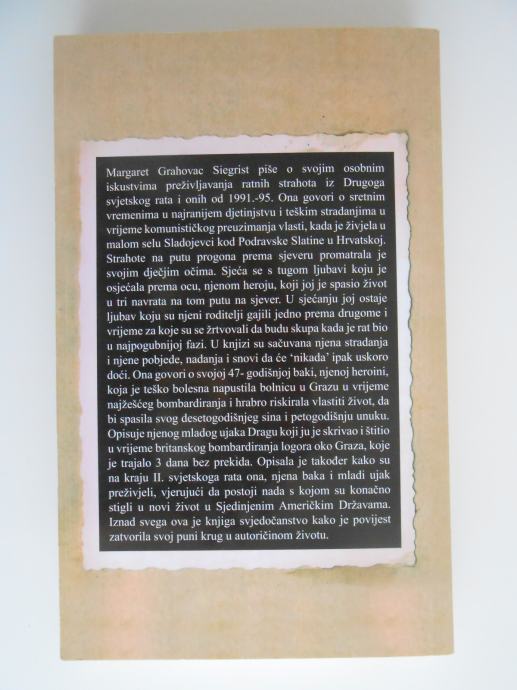 Margaret Grahovac Siegrist piše o svojim osobnim
iskustvima preživljavanja ratnih strahota iz Drugoga
svjetskog rata i onih od 1991.-95. Ona govori o sretnim
vremenima u najranijem djetinjstvu i teškim stradanjima u
vrijeme komunističkog preuzimanja vlasti, kada je živjela u
malom selu Sladojevci kod Podravske Slatine u Hrvatskoj.
Strahote na putu progona prema sjeveru promatrala je
svojim dječjim očima. Sjeća se s tugom ljubavi koju je
osjećala prema ocu, njenom heroju, koji joj je spasio život
u tri navrata na tom putu na sjever. U sjećanju joj ostaje
ljubav koju su njeni roditelji gajili jedno prema drugome i
vrijeme za koje su se žrtvovali da budu skupa kada je rat bio
u najpogubnijoj fazi. U knjizi su sačuvana njena stradanja
i njene pobjede, nadanja i snovi da će ‘nikada’ ipak uskoro
doći. Ona govori o svojoj 47- godišnjoj baki, njenoj heroini,
koja je teško bolesna napustila bolnicu u Grazu u vrijeme
najžešćeg bombardiranja i hrabro riskirala vlastiti život, da
bi spasila svog desetogodišnjeg sina i petogodišnju unuku.
Opisuje njenog mladog ujaka Dragu koji ju je skrivao i štitio
u vrijeme britanskog bombardiranja logora oko Graza, koje
je trajalo 3 dana bez prekida. Opisala je također kako su
na kraju II. svjetskoga rata ona, njena baka i mladi ujak
preživjeli, vjerujući da postoji nada s kojom su konačno
stigli u novi život u Sjedinjenim Američkim Državama.
Iznad svega ova je knjiga svjedočanstvo kako je povijest
zatvorila svoj puni krug u autoričinom životu.